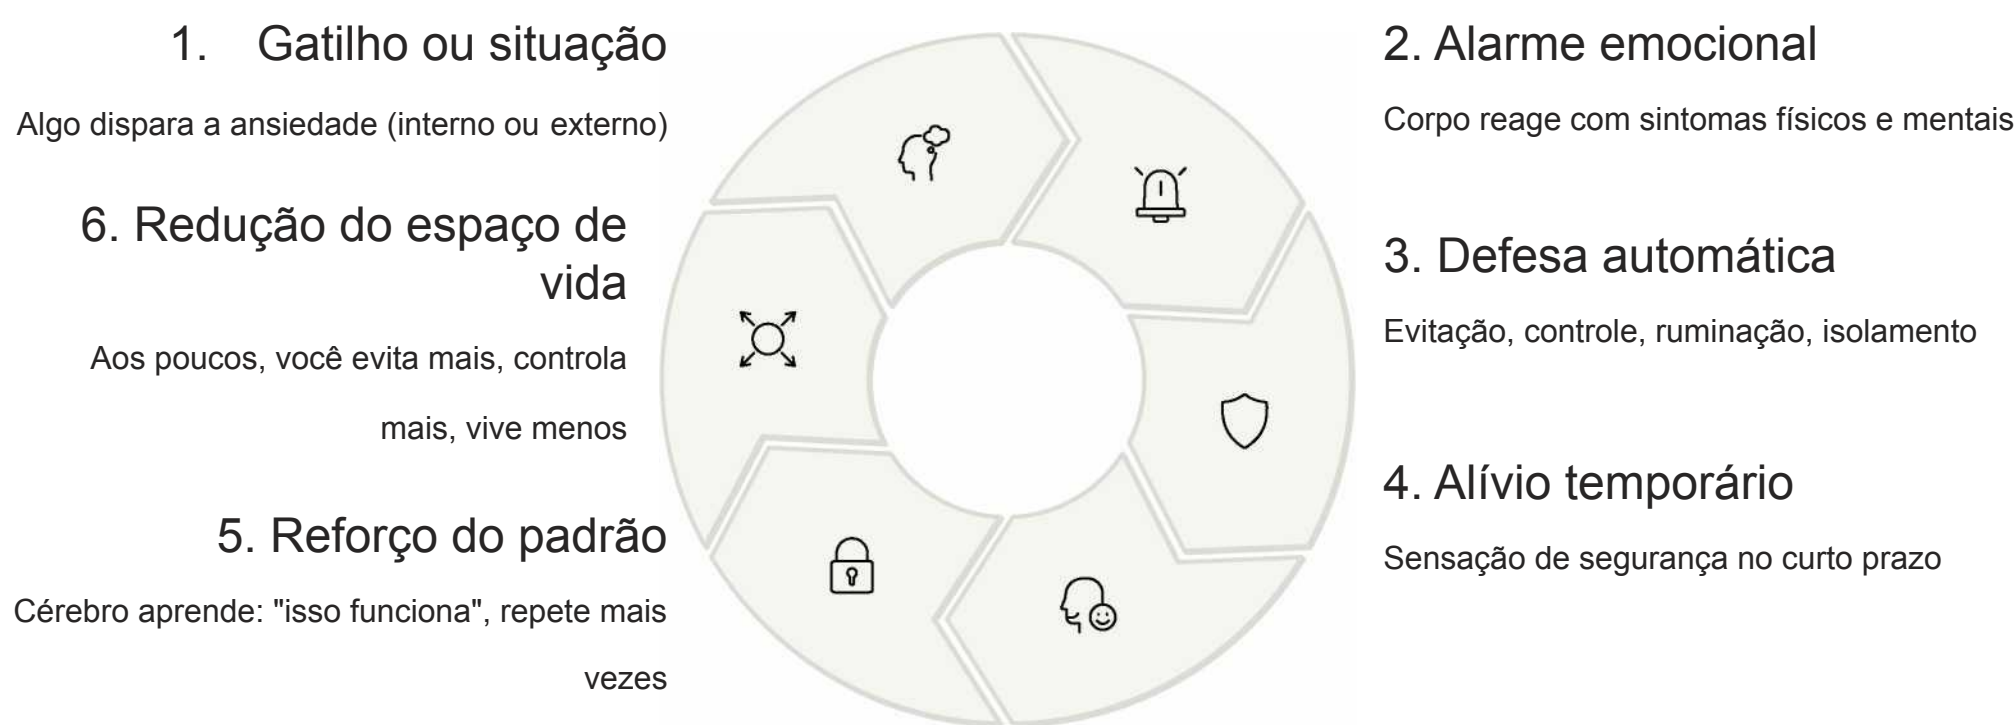 1. Gatilho ou situação
Algo dispara a ansiedade (interno ou externo)
2. Alarme emocional
Corpo reage com sintomas físicos e mentais
3. Defesa automática
Evitação, controle, ruminação, isolamento
4. Alívio temporário
Sensação de segurança no curto prazo
5. Reforço do padrão
Cérebro aprende: "isso funciona", repete mais
vezes
6. Redução do espaço de
vida
Aos poucos, você evita mais, controla
mais, vive menos